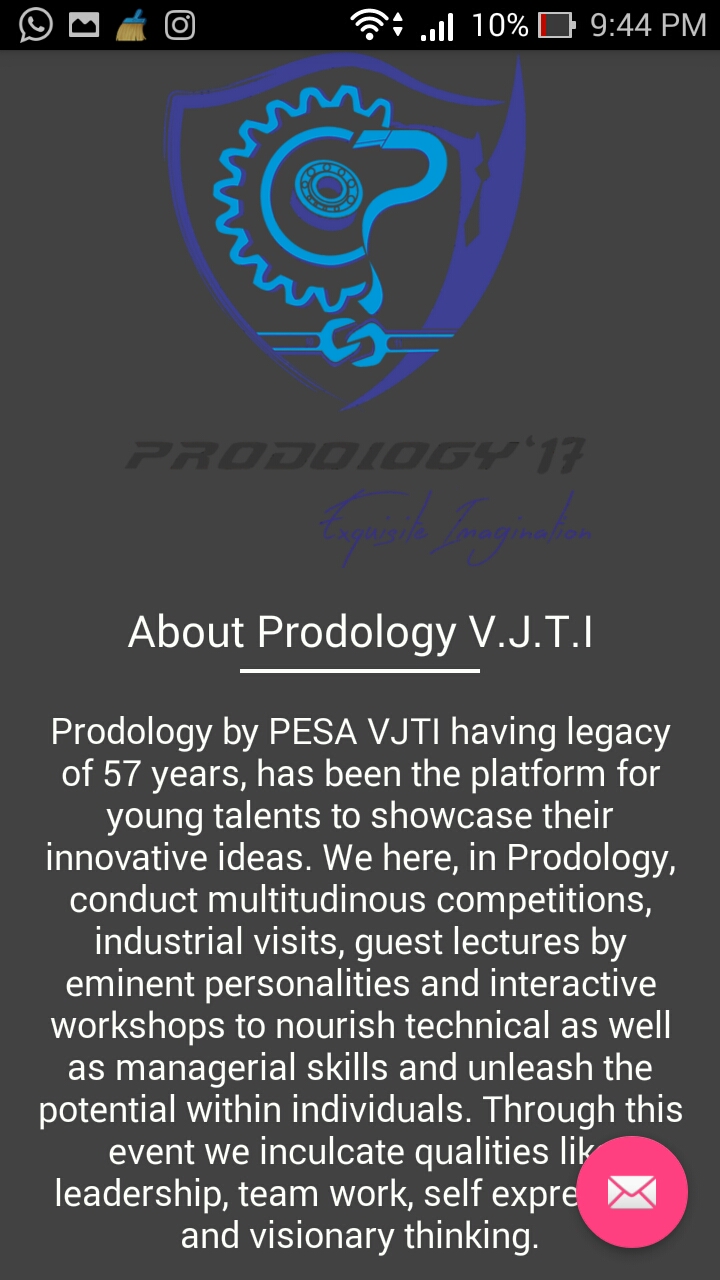 10% 9:44 PM
PRODOLOGY'17
Exquisite Imagination
About Prodology V.J.T.I
Prodology by PESA VJTI having legacy
of 57 years, has been the platform for
young talents to showcase their
innovative ideas. We here, in Prodology,
conduct multitudinous competitions,
industrial visits, guest lectures by
eminent personalities and interactive
workshops to nourish technical as well
as managerial skills and unleash the
potential within individuals. Through this
event we inculcate qualities
leadership, team work, self
and visionary thinking.